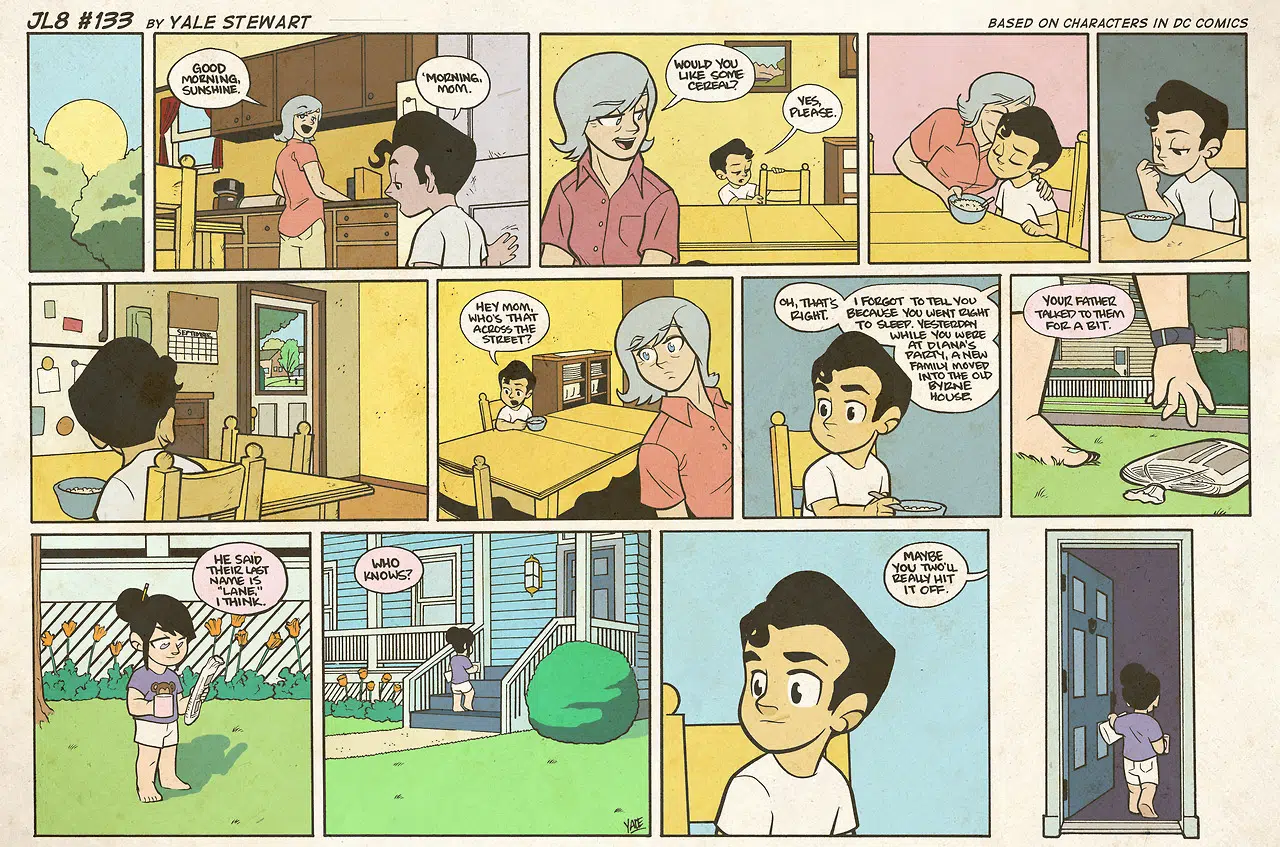 JL8 #133 BY YALE STEWART
BASED ON CHARACTERS IN DC COMICS
GOOD
MORNING,
SUNSHINE.
'MORNING,
MOM.
WOULD YOU
LIKE SOME
CEREAL?
YES,
PLEASE.
SEPTEMBER
HEY MOM,
WHO'S THAT
ACROSS THE
STREET?
OH, THAT'S
RIGHT.
I FORGOT TO TELL YOU
BECAUSE YOU WENT RIGHT
TO SLEEP. YESTERDAY
WHILE YOU WERE
AT DIANA'S
PARTY, A NEW
FAMILY MOVED
INTO THE OLD
BYRNE
HOUSE.
YOUR FATHER
TALKED TO THEM
FOR A BIT.
HE SAID
THEIR LAST
NAME IS
"LANE,"
I THINK.
WHO
KNOWS?
YALE
MAYBE
YOU TWO'LL
REALLY HIT
IT OFF.